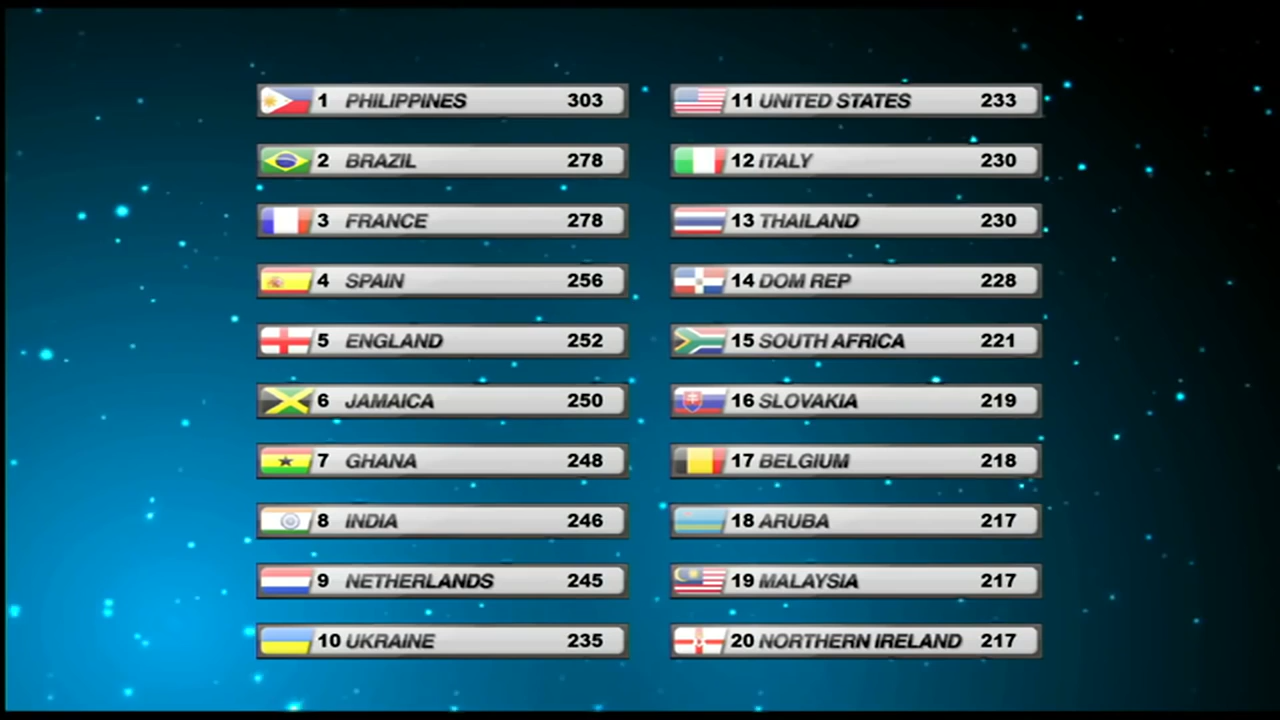 1 PHILIPPINES 303
2 BRAZIL 278
3 FRANCE 278
4 SPAIN 256
5 ENGLAND 252
6 JAMAICA 250
7 GHANA 248
8 INDIA 246
9 NETHERLANDS 245
10 UKRAINE 235
11 UNITED STATES 233
12 ITALY 230
13 THAILAND 230
14 DOM REP 228
15 SOUTH AFRICA 221
16 SLOVAKIA 219
17 BELGIUM 218
18 ARUBA 217
19 MALAYSIA 217
20 NORTHERN IRELAND 217